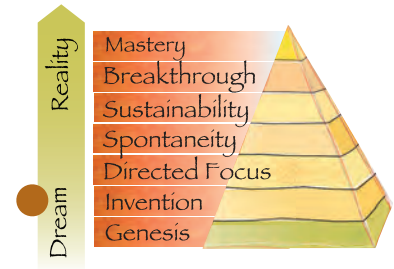 Reality
Dream
Mastery
Breakthrough
Sustainability
Spontaneity
Directed Focus
Invention
Genesis